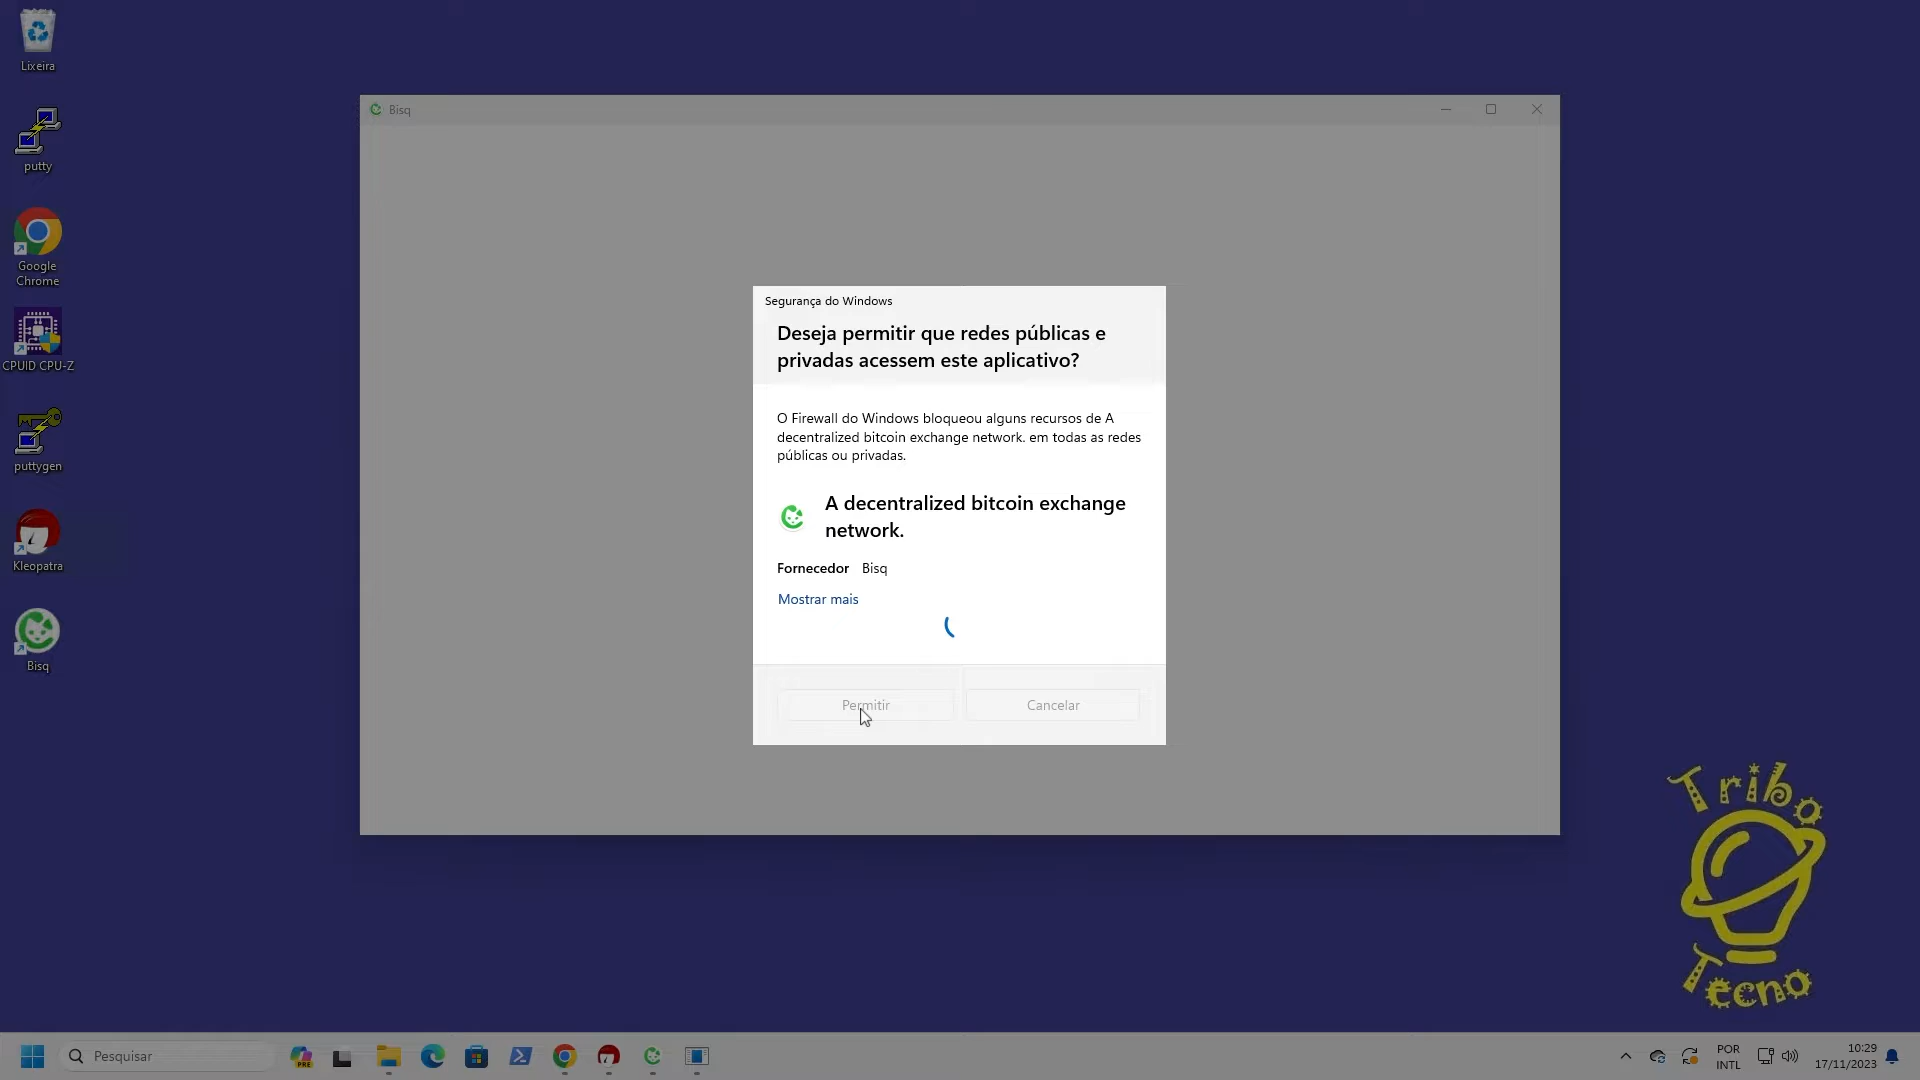 Lixeira
putty
Google
Chrome
CPUID CPU-Z
puttygen
Kleopatra
Bisq
Bisq
Segurança do Windows
Deseja permitir que redes públicas e
privadas acessem este aplicativo?
O Firewall do Windows bloqueou alguns recursos de A
decentralized bitcoin exchange network. em todas as redes
públicas ou privadas.
A decentralized bitcoin exchange
network.
Fornecedor Bisq
Mostrar mais
Permitir Cancelar
Tribo
Tecno
Pesquisar
PRE
POR
INTL
10:29
17/11/2023